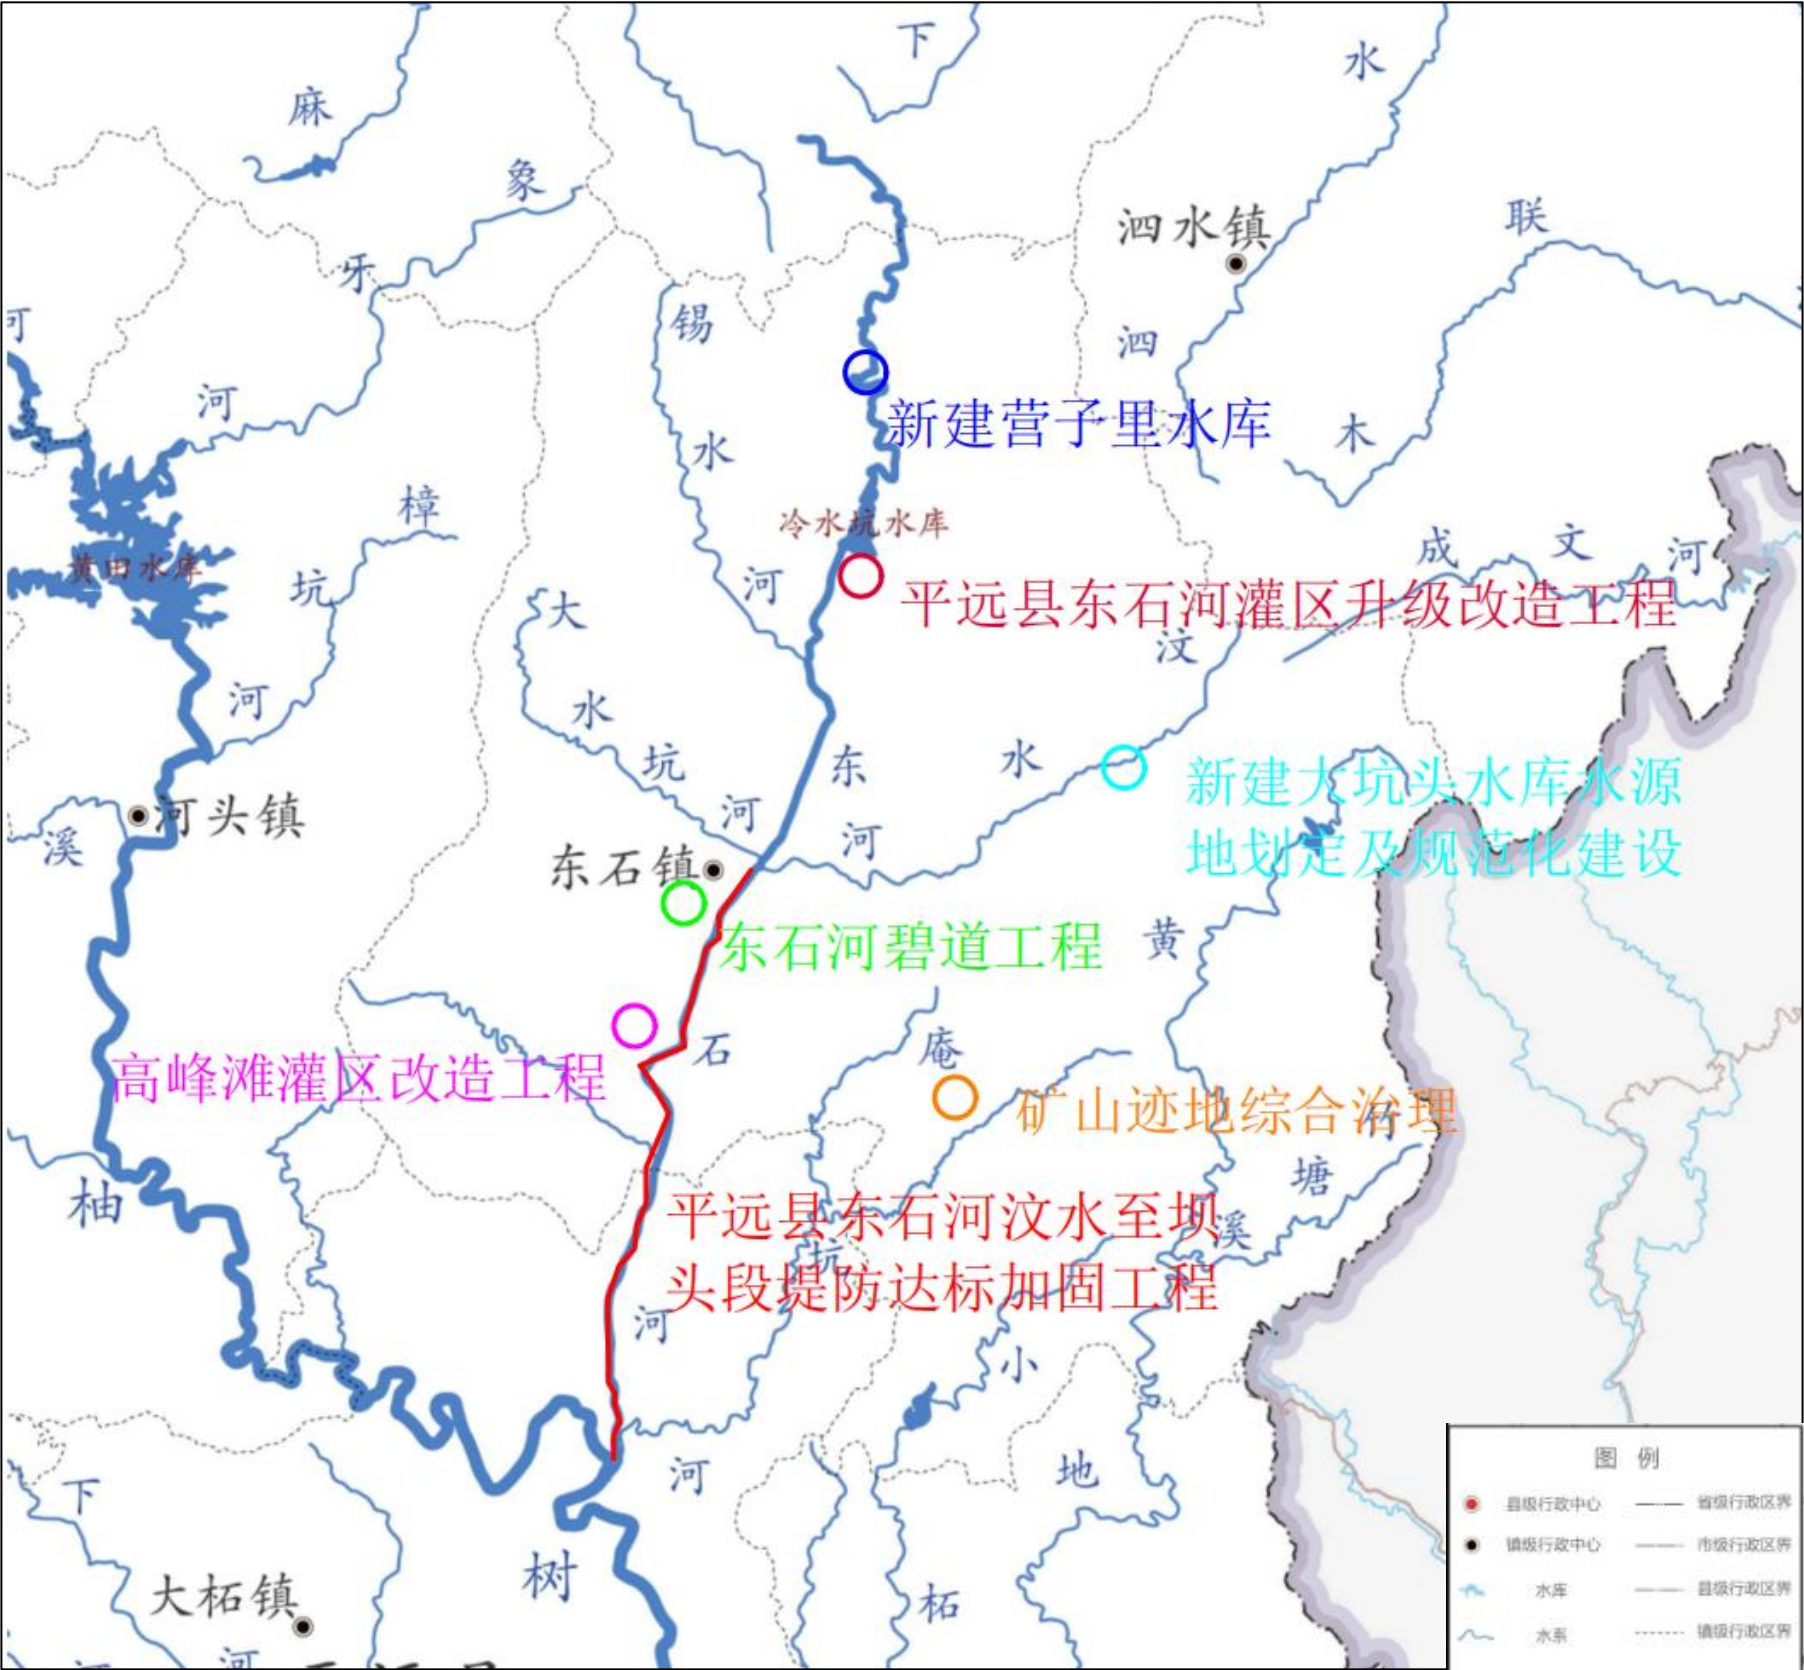 下
水
麻
象
泗水镇
联
牙
河
锡
泗
河
新建营子里水库
木
水
樟
冷水坑水库
成
文
河
黄田水库
坑
河
大
平远县东石河灌区升级改造工程
汶
河
水
坑
东
水
新建大坑头水库水源
地划定及规范化建设
河头镇
溪
河
河
东石镇
东石河碧道工程
黄
石
庵
高峰滩灌区改造工程
矿山迹地综合治理
竹
塘
柚
平远县东石河汶水至坝
头段堤防达标加固工程
溪
坑
河
小
河
地
下
树
大柘镇
柘
河
图 例
县级行政中心
省级行政区界
镇级行政中心
市级行政区界
水库
县级行政区界
水系
镇级行政区界